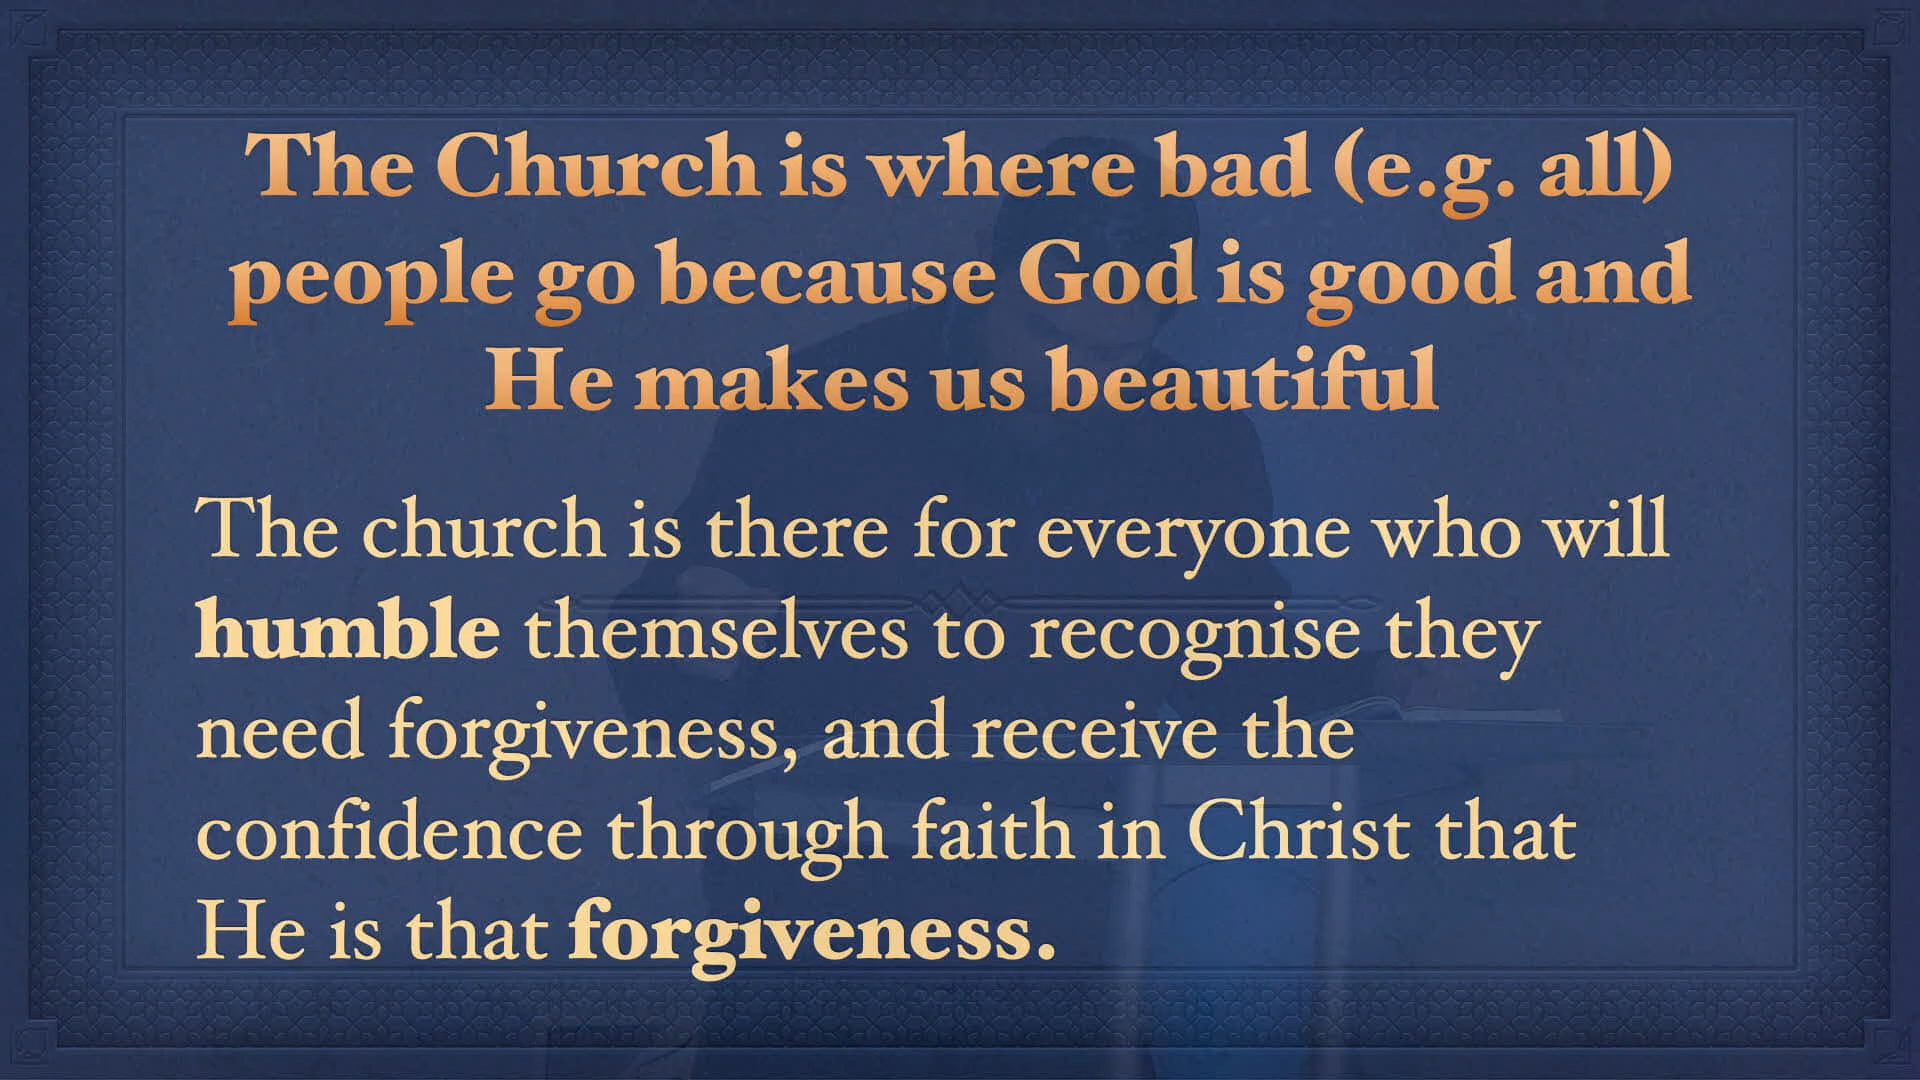 The Church is where bad (e.g. all)
people go because God is good and
He makes us beautiful
The church is there for everyone who will
humble themselves to recognise they
need forgiveness, and receive the
confidence through faith in Christ that
He is that forgiveness.